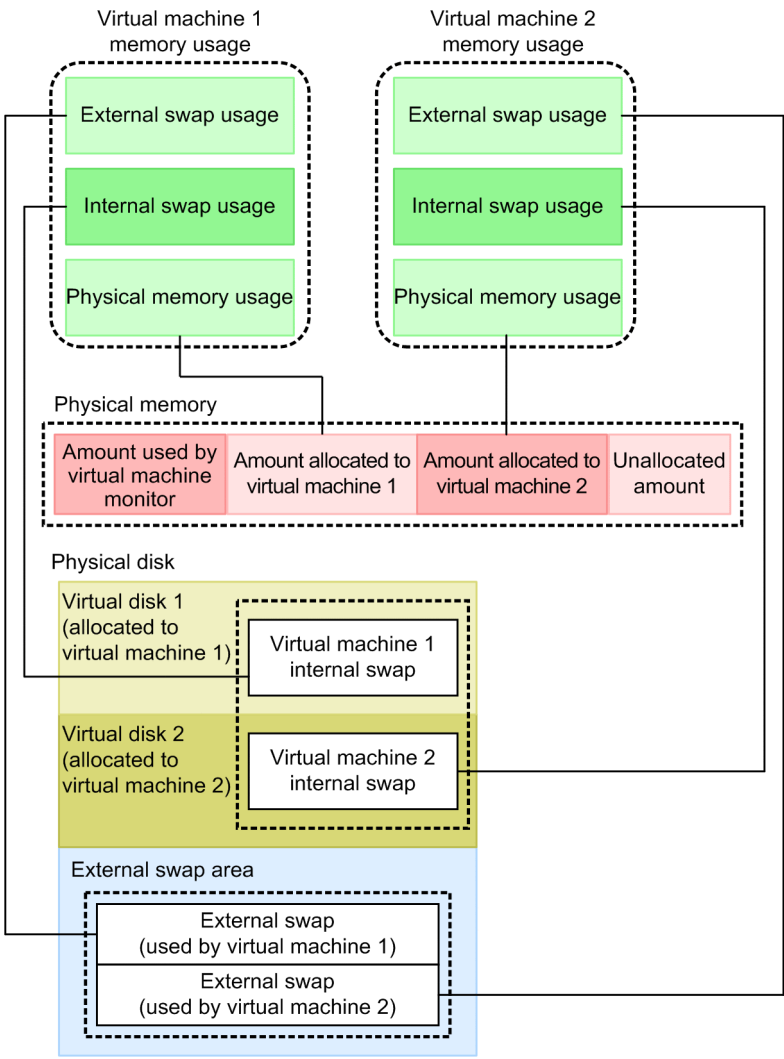 Virtual machine 1
memory usage
Virtual machine 2
memory usage
External swap usage
External swap usage
Internal swap usage
Internal swap usage
Physical memory usage
Physical memory usage
Physical memory
Amount used by
virtual machine
monitor
Amount allocated to
virtual machine 1
Amount allocated to
virtual machine 2
Unallocated
amount
Physical disk
Virtual disk 1
(allocated to
virtual machine 1)
Virtual machine 1
internal swap
Virtual disk 2
(allocated to
virtual machine 2)
Virtual machine 2
internal swap
External swap area
External swap
(used by virtual machine 1)
External swap
(used by virtual machine 2)